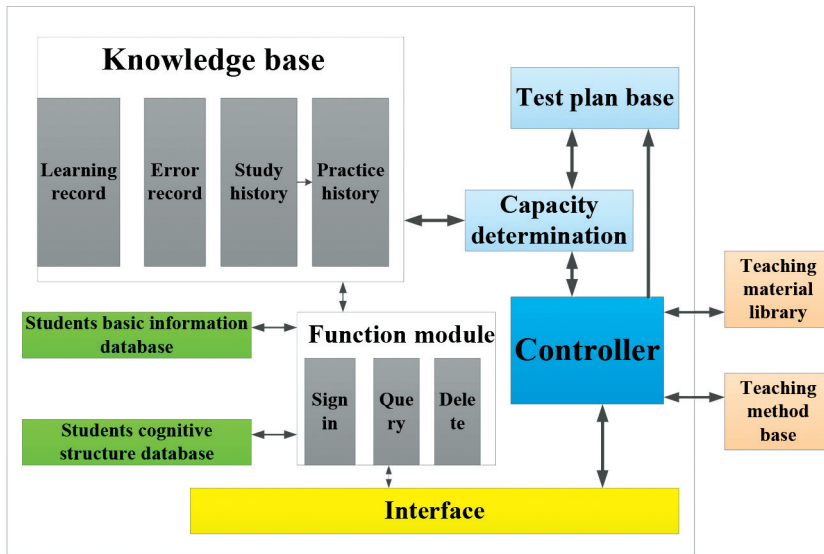 Knowledge base
Learning
record
Error
record
Study
history
Practice
history
Test plan base
Capacity
determination
Teaching
material
library
Students basic information
database
Function module
Controller
Sign
in
Que
ry
Dele
te
Teaching
method
base
Students cognitive
structure database
Interface